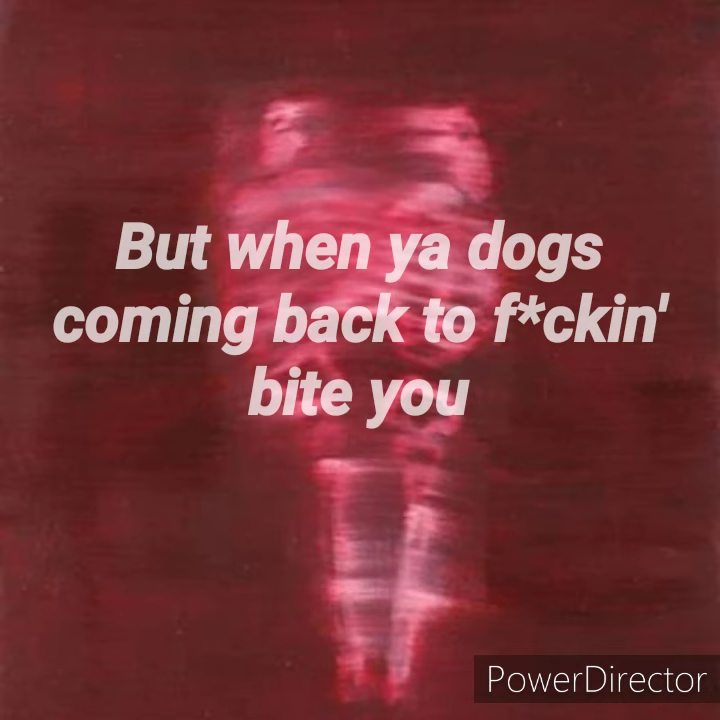 But when ya dogs
coming back to f*ckin'
bite you
PowerDirector